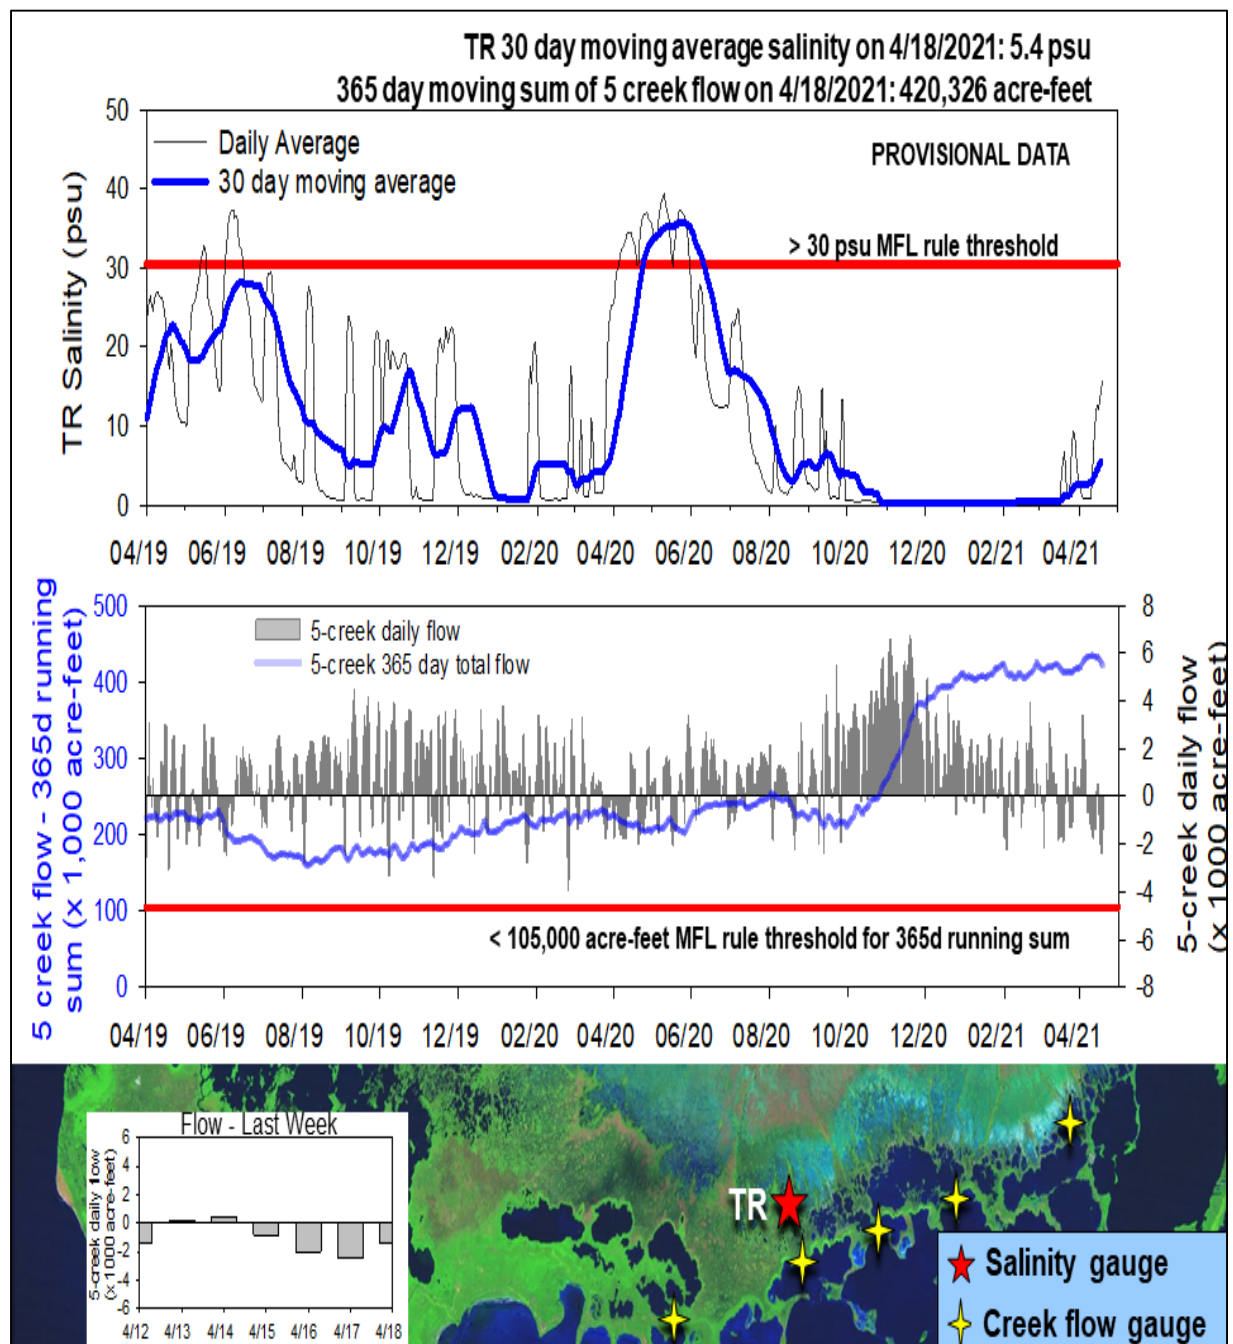 TR 30 day moving average salinity on 4/18/2021: 5.4 psu
365 day moving sum of 5 creek flow on 4/18/2021: 420,326 acre-feet
TR Salinity (psu)
50
40
30
20
10
0
Daily Average
30 day moving average
PROVISIONAL DATA
> 30 psu MFL rule threshold
04/19 06/19 08/19 10/19 12/19 02/20 04/20 06/20 08/20 10/20 12/20 02/21 04/21
5 creek flow - 365d running
sum (x 1,000 acre-feet)
500
400
300
200
100
0
5-creek daily flow
5-creek 365 day total flow
< 105,000 acre-feet MFL rule threshold for 365d running sum
8
6
4
2
0
-2
-4
-6
-8
5-creek daily flow
(x 1000 acre-feet)
04/19 06/19 08/19 10/19 12/19 02/20 04/20 06/20 08/20 10/20 12/20 02/21 04/21
Flow - Last Week
5-creek daily flow
(x 1000 acre-feet)
6
4
2
0
-2
-4
-6
4/12 4/13 4/14 4/15 4/16 4/17 4/18
TR
Salinity gauge
Creek flow gauge